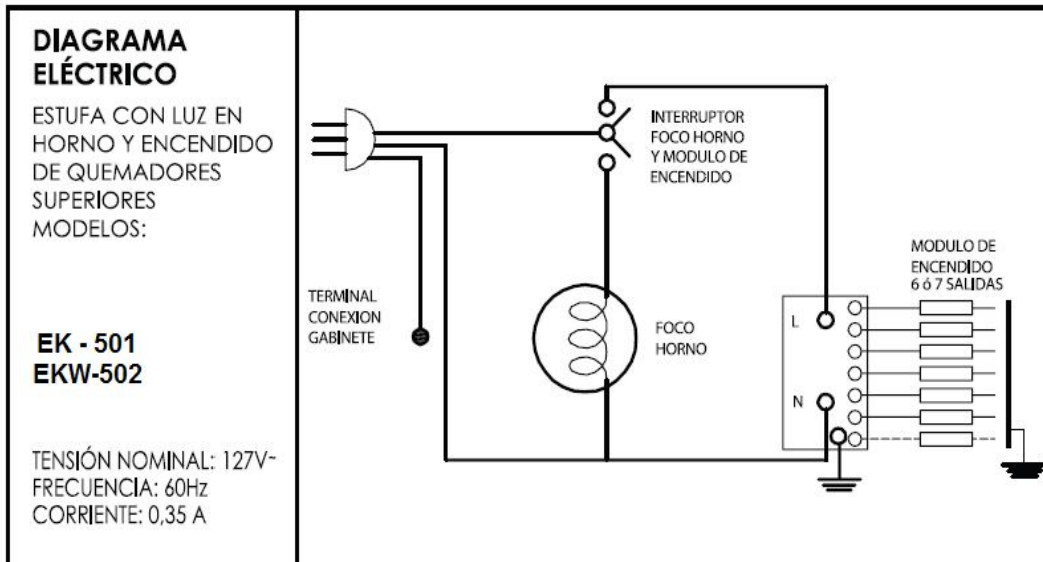 DIAGRAMA
ELÉCTRICO
ESTUFA CON LUZ EN
HORNO Y ENCENDIDO
DE QUEMADORES
SUPERIORES
MODELOS:
EK - 501
EKW-502
TENSIÓN NOMINAL: 127V~
FRECUENCIA: 60Hz
CORRIENTE: 0,35 A
INTERRUPTOR
FOCO HORNO
Y MODULO DE
ENCENDIDO
TERMINAL
CONEXION
GABINETE
FOCO
HORNO
MODULO DE
ENCENDIDO
6 ó 7 SALIDAS
L
N